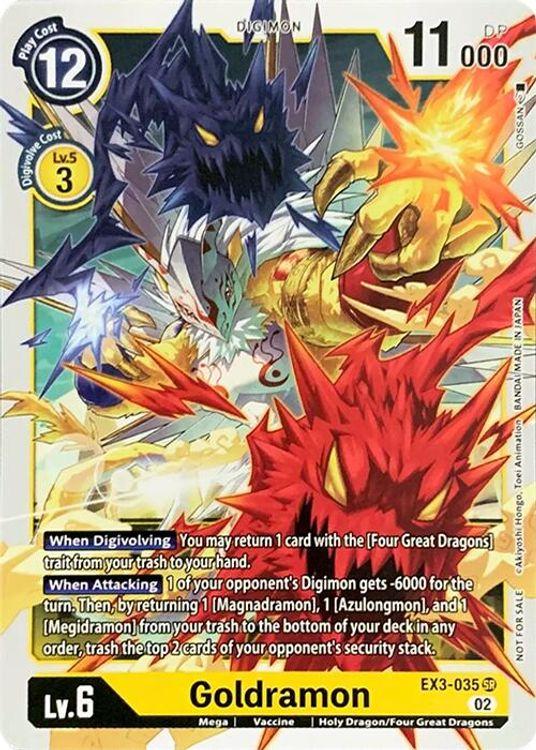 Play Cost
12
DIGIMON
11000
DP
Digivolve Cost
Lv.5
3
GOSSAN
When Digivolving You may return 1 card with the [Four Great Dragons]
trait from your trash to your hand.
When Attacking 1 of your opponent's Digimon gets -6000 for the
turn. Then, by returning 1 [Magnadramon], 1 [Azulongmon], and 1
[Megidramon] from your trash to the bottom of your deck in any
order, trash the top 2 cards of your opponent's security stack.
NOT FOR SALE ©Akiyoshi Hongo, Toei Animation BANDAI MADE IN JAPAN
Lv.6
Goldramon
EX3-035 SR
02
Mega | Vaccine | Holy Dragon/Four Great Dragons